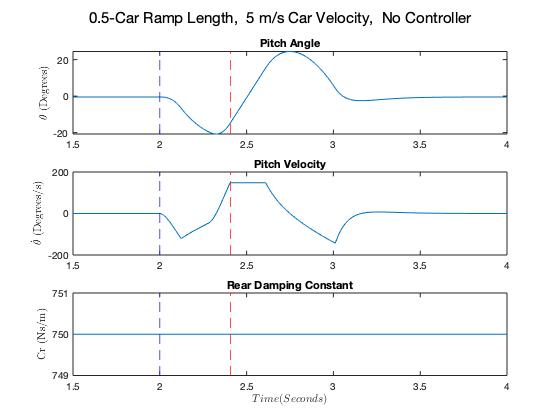 0.5-Car Ramp Length, 5 m/s Car Velocity, No Controller
Pitch Angle
θ (Degrees)
20
0
-20
1.5 2 2.5 3 3.5 4
Pitch Velocity
θ̇ (Degrees/s)
200
0
-200
1.5 2 2.5 3 3.5 4
Rear Damping Constant
Cr (Ns/m)
751
750
749
1.5 2 2.5 3 3.5 4
Time(Seconds)